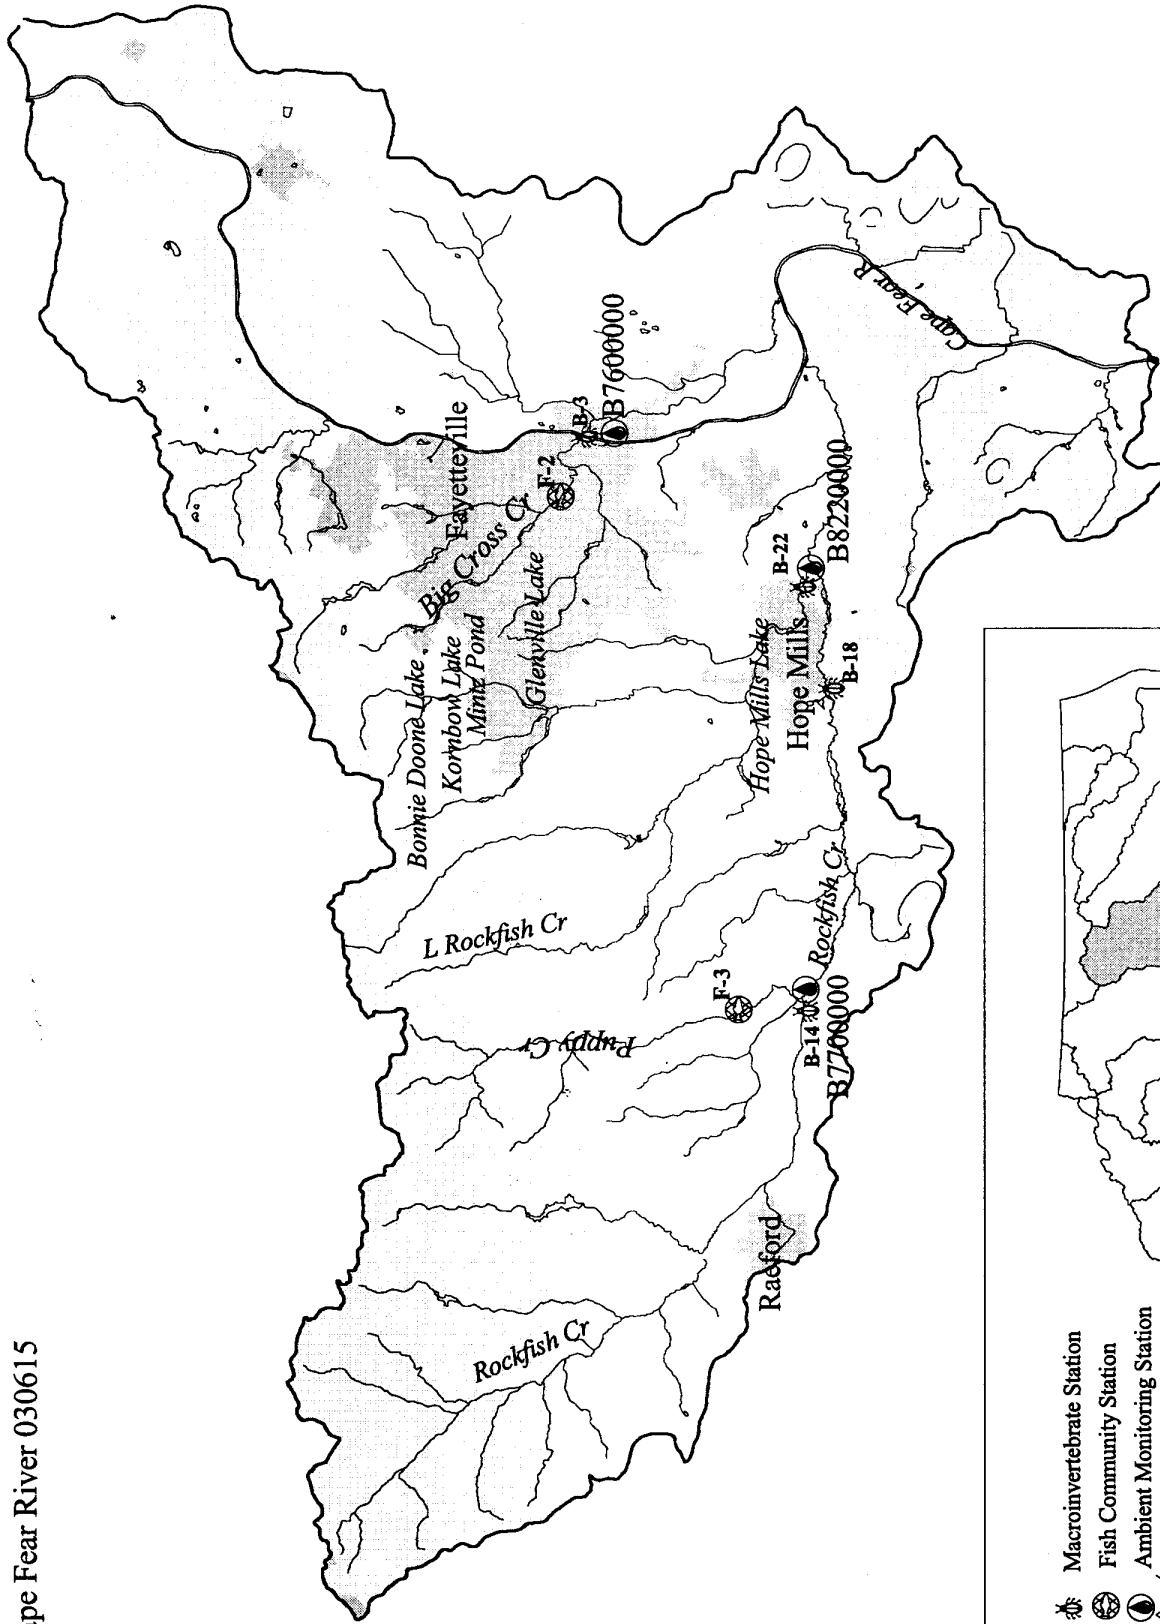 pe Fear River 030615
Rockfish Cr
Raeford
Puppy Cr
L Rockfish Cr
F-3
B-14
B7700000
Rockfish Cr
Bonnie Doone Lake
Kornbow Lake
Mintz Pond
Glenville Lake
Big Cross Cr
Fayetteville
F-2
B-3
B7600000
Hope Mills Lake
Hope Mills
B-18
B-22
B8220000
Cape Fear R
Macroinvertebrate Station
Fish Community Station
Ambient Monitoring Station